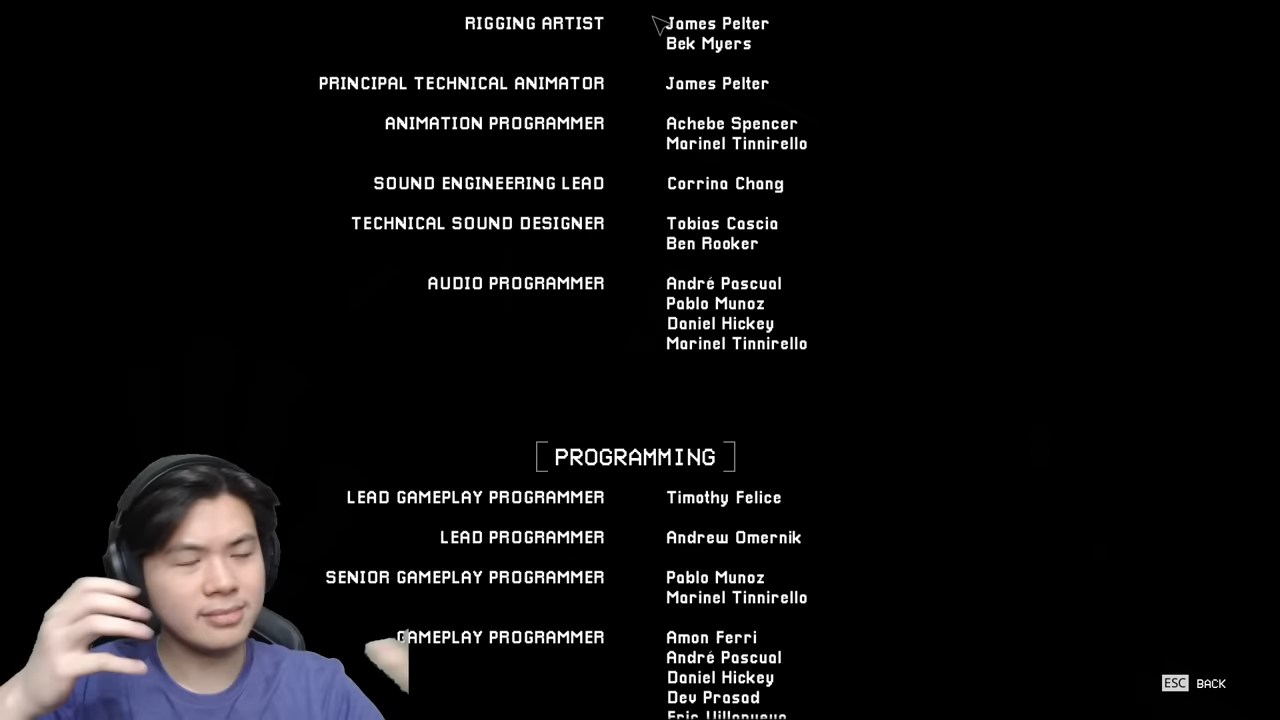 RIGGING ARTIST James Pelter
Bek Myers
PRINCIPAL TECHNICAL ANIMATOR James Pelter
ANIMATION PROGRAMMER Achebe Spencer
Marinel Tinnirello
SOUND ENGINEERING LEAD Corrina Chang
TECHNICAL SOUND DESIGNER Tobias Cascia
Ben Rooker
AUDIO PROGRAMMER André Pascual
Pablo Munoz
Daniel Hickey
Marinel Tinnirello
PROGRAMMING
LEAD GAMEPLAY PROGRAMMER Timothy Felice
LEAD PROGRAMMER Andrew Omernik
SENIOR GAMEPLAY PROGRAMMER Pablo Munoz
Marinel Tinnirello
GAMEPLAY PROGRAMMER Amon Ferri
André Pascual
Daniel Hickey
Dev Prasad
ESC BACK